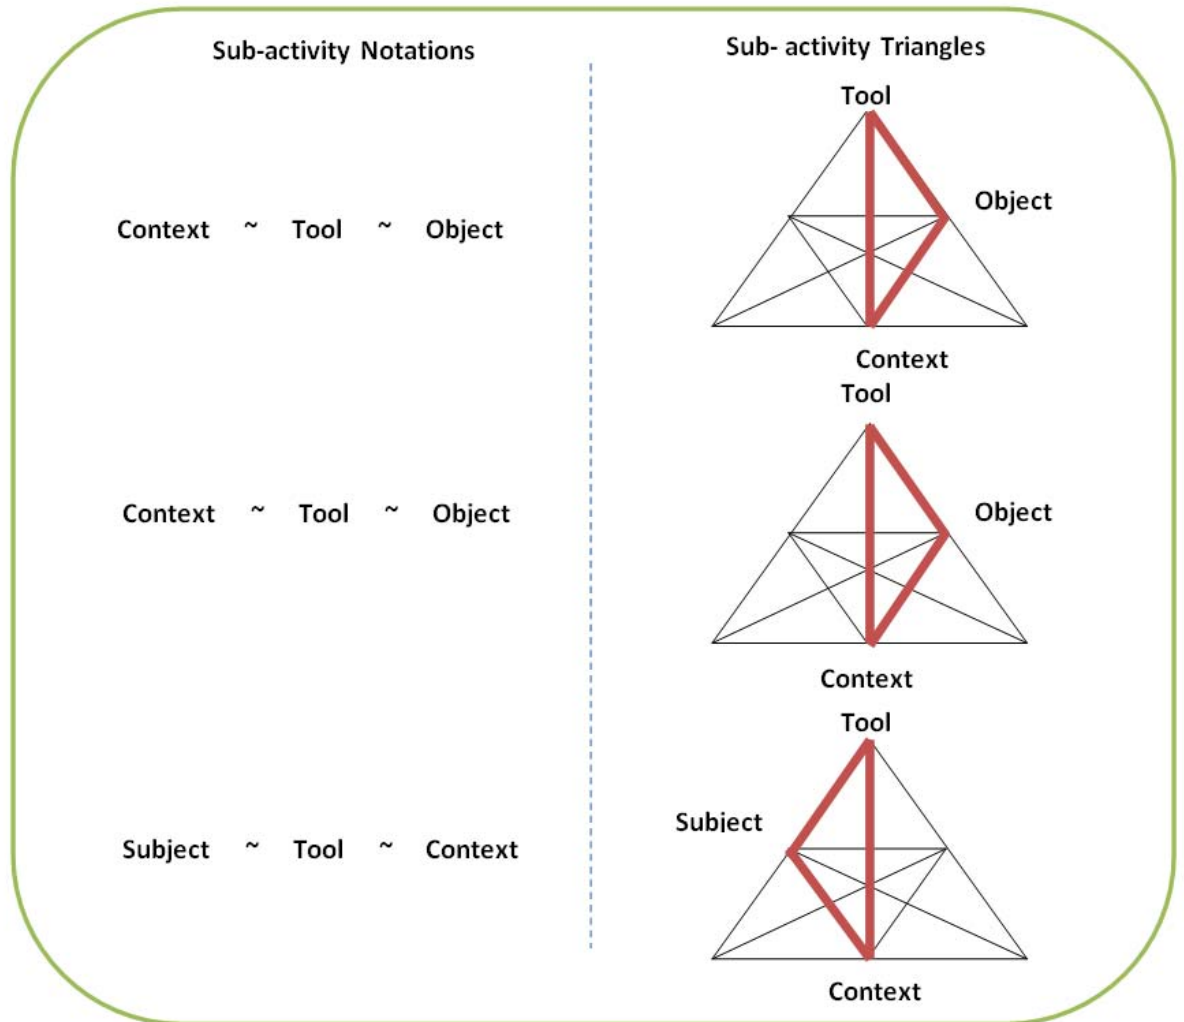 Sub-activity Notations
Sub- activity Triangles
Tool
Context ~ Tool ~ Object
Object
Context
Tool
Context ~ Tool ~ Object
Object
Context
Tool
Subject
Subject ~ Tool ~ Context
Context